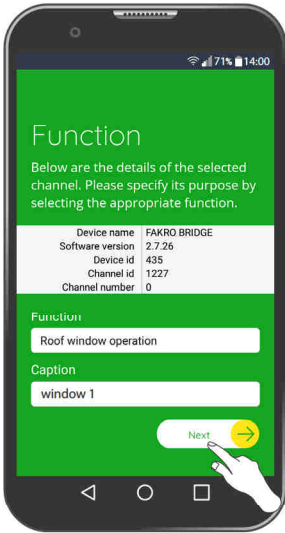 71% 14:00
Function
Below are the details of the selected
channel. Please specify its purpose by
selecting the appropriate function.
Device name FAKRO BRIDGE
Software version 2.7.26
Device id 435
Channel id 1227
Channel number 0
Function
Roof window operation
Caption
window 1
Next